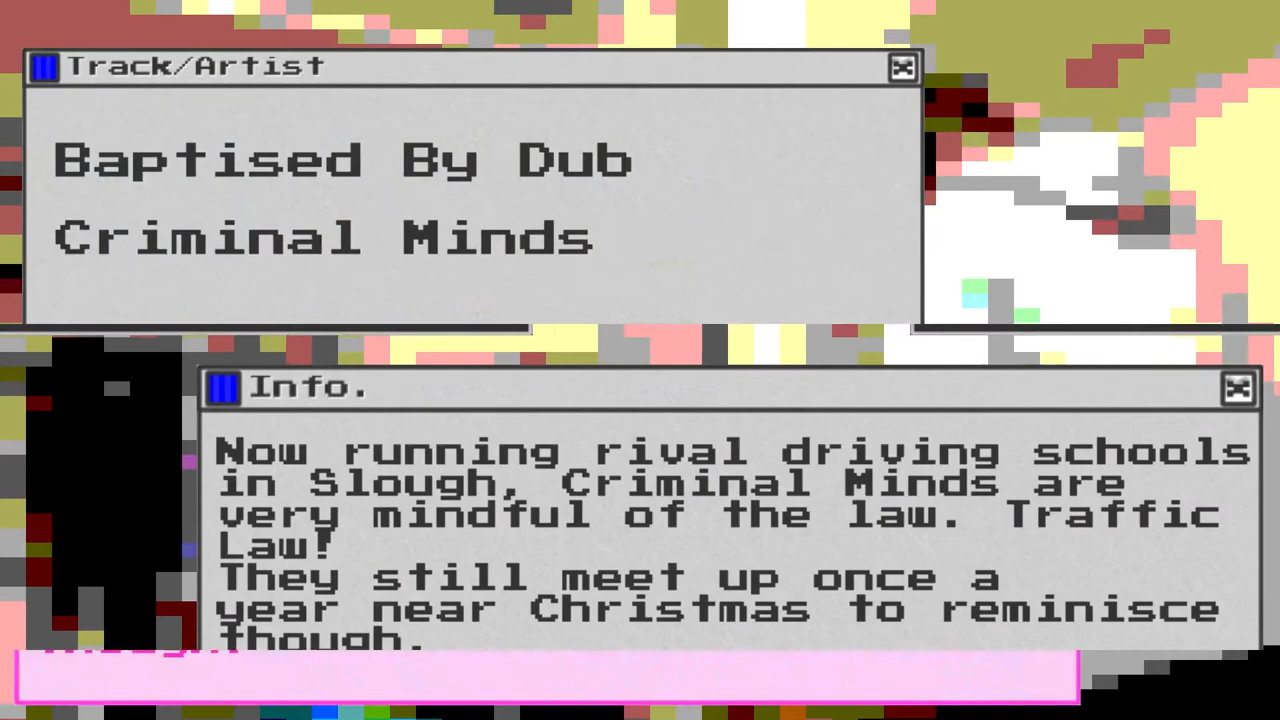 Track/Artist
Baptised By Dub
Criminal Minds
Info.
Now running rival driving schools
in Slough, Criminal Minds are
very mindful of the law. Traffic
Law!
They still meet up once a
year near Christmas to reminisce
though.